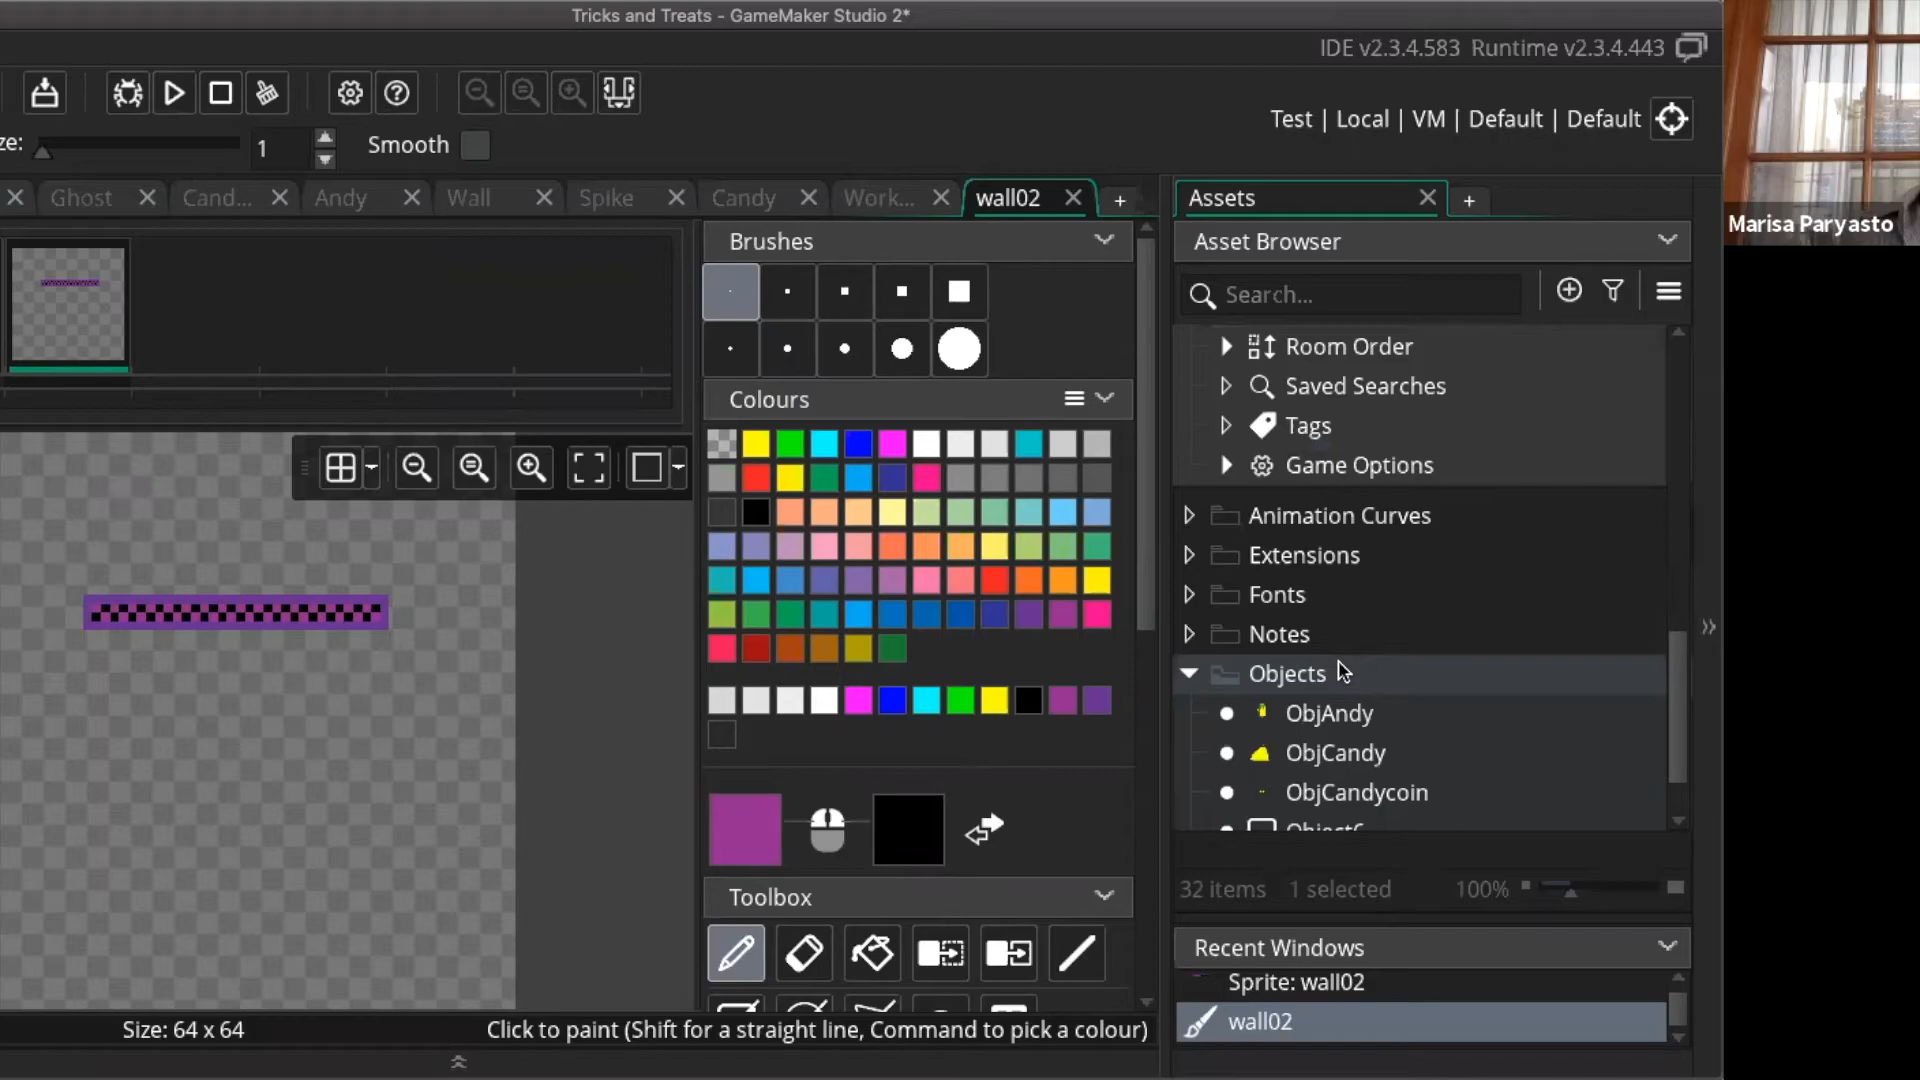 Tricks and Treats - GameMaker Studio 2*
IDE v2.3.4.583 Runtime v2.3.4.443
Test | Local | VM | Default | Default
ze:
1
Smooth
Ghost
Cand...
Andy
Wall
Spike
Candy
Work...
wall02
Assets
Marisa Paryasto
Brushes
Asset Browser
Search...
Room Order
Saved Searches
Tags
Game Options
Colours
Animation Curves
Extensions
Fonts
Notes
Objects
ObjAndy
ObjCandy
ObjCandycoin
32 items 1 selected 100%
Toolbox
Recent Windows
Sprite: wall02
wall02
Size: 64 x 64
Click to paint (Shift for a straight line, Command to pick a colour)